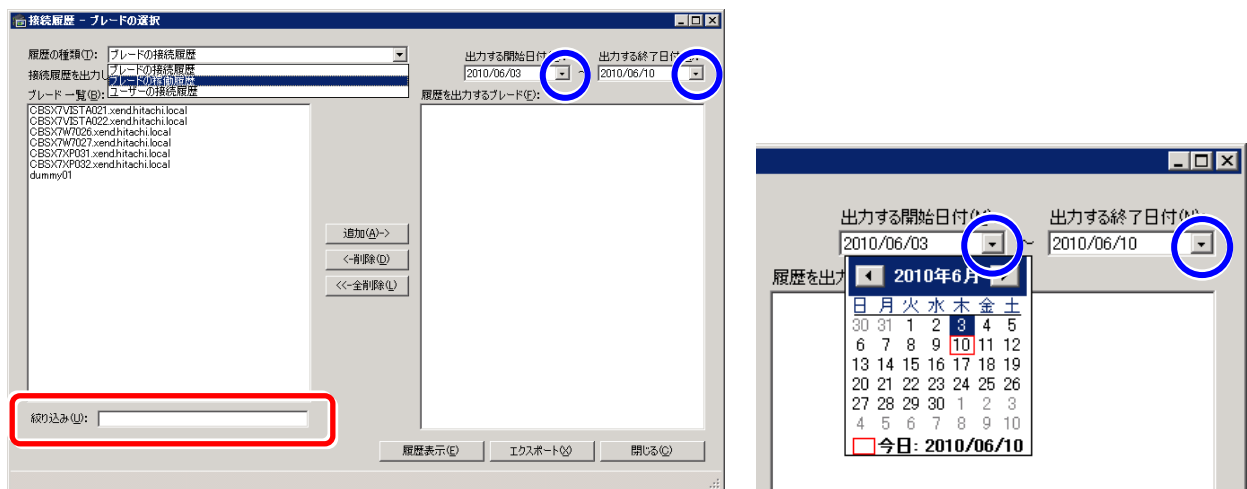 接続履歴 - ブレードの選択
履歴の種類(T): ブレードの接続履歴
ブレードの接続履歴
接続履歴を出力し
ブレードの稼働履歴
ブレード一覧(B):
ユーザーの接続履歴
出力する開始日付
出力する終了日付
2010/06/03 ~ 2010/06/10
履歴を出力するブレード(F):
CBSX7VISTA021.xend.hitachi.local
CBSX7VISTA022.xend.hitachi.local
CBSX7W7026.xend.hitachi.local
CBSX7W7027.xend.hitachi.local
CBSX7XP031.xend.hitachi.local
CBSX7XP032.xend.hitachi.local
dummy01
追加(A)->
<-削除(D)
<<-全削除(L)
絞り込み(U):
履歴表示(E) エクスポート(X) 閉じる(C)
出力する開始日付 出力する終了日付
2010/06/03 ~ 2010/06/10
履歴を出
2010年6月
日 月 火 水 木 金 土
30 31 1 2 3 4 5
6 7 8 9 10 11 12
13 14 15 16 17 18 19
20 21 22 23 24 25 26
27 28 29 30 1 2 3
4 5 6 7 8 9 10
今日: 2010/06/10